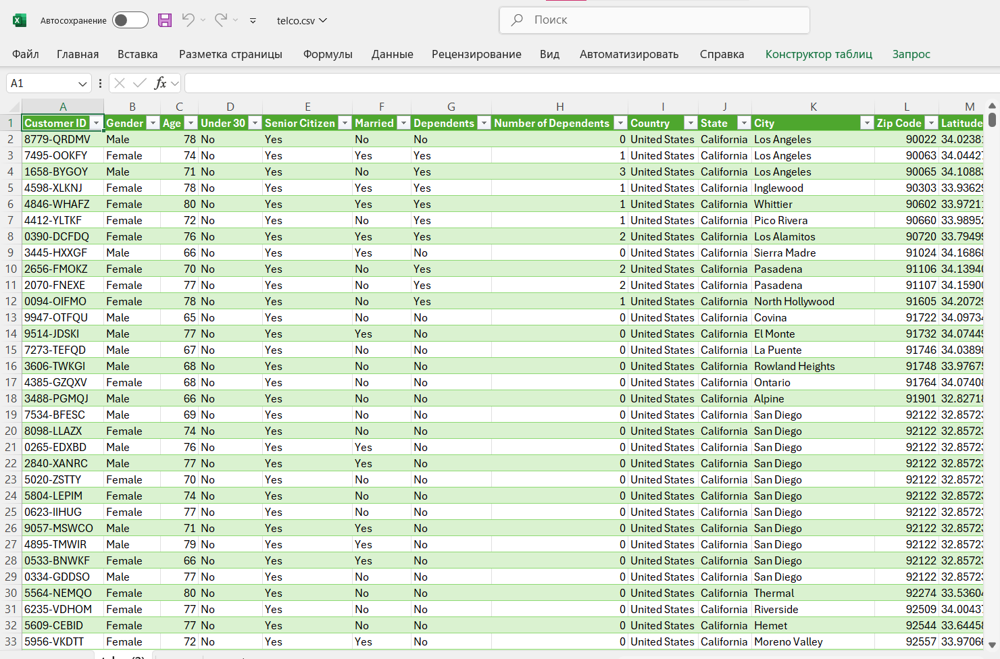 Автосохранение telco.csv Поиск
Файл Главная Вставка Разметка страницы Формулы Данные Рецензирование Вид Автоматизировать Справка Конструктор таблиц Запрос
A1 fx
A B C D E F G H I J K L M
1 Customer ID Gender Age Under 30 Senior Citizen Married Dependents Number of Dependents Country State City Zip Code Latitude
2 8779-QRDMV Male 78 No Yes No No 0 United States California Los Angeles 90022 34.02381
3 7495-OOKFY Female 74 No Yes Yes Yes 1 United States California Los Angeles 90063 34.04427
4 1658-BYGOY Male 71 No Yes No Yes 3 United States California Los Angeles 90065 34.10883
5 4598-XLKNJ Female 78 No Yes Yes Yes 1 United States California Inglewood 90303 33.93629
6 4846-WHAFZ Female 80 No Yes Yes Yes 1 United States California Whittier 90602 33.97211
7 4412-YLTKF Female 72 No Yes No Yes 1 United States California Pico Rivera 90660 33.98952
8 0390-DCFDQ Female 76 No Yes Yes Yes 2 United States California Los Alamitos 90720 33.79499
9 3445-HXXGF Male 66 No Yes Yes No 0 United States California Sierra Madre 91024 34.16868
10 2656-FMOKZ Female 70 No Yes No Yes 2 United States California Pasadena 91106 34.13940
11 2070-FNEXE Female 77 No Yes No Yes 2 United States California Pasadena 91107 34.15900
12 0094-OIFMO Female 78 No Yes No Yes 1 United States California North Hollywood 91605 34.20729
13 9947-OTFQU Male 65 No Yes No No 0 United States California Covina 91722 34.09734
14 9514-JDSKI Male 77 No Yes Yes No 0 United States California El Monte 91732 34.07449
15 7273-TEFQD Male 67 No Yes No No 0 United States California La Puente 91746 34.03898
16 3606-TWKGI Male 68 No Yes No No 0 United States California Rowland Heights 91748 33.97675
17 4385-GZQXV Female 68 No Yes No No 0 United States California Ontario 91764 34.07408
18 3488-PGMQJ Male 66 No Yes No No 0 United States California Alpine 91901 32.82718
19 7534-BFESC Male 69 No Yes No No 0 United States California San Diego 92122 32.85723
20 8098-LLAZX Female 74 No Yes No No 0 United States California San Diego 92122 32.85723
21 0265-EDXBD Male 76 No Yes Yes No 0 United States California San Diego 92122 32.85723
22 2840-XANRC Male 77 No Yes Yes No 0 United States California San Diego 92122 32.85723
23 5020-ZSTTY Female 70 No Yes No No 0 United States California San Diego 92122 32.85723
24 5804-LEPIM Female 74 No Yes No No 0 United States California San Diego 92122 32.85723
25 0623-IIHUG Female 77 No Yes No No 0 United States California San Diego 92122 32.85723
26 9057-MSWCO Male 71 No Yes Yes No 0 United States California San Diego 92122 32.85723
27 4895-TMWIR Male 79 No Yes Yes No 0 United States California San Diego 92122 32.85723
28 0533-BNWKF Female 66 No Yes Yes No 0 United States California San Diego 92122 32.85723
29 0334-GDDSO Male 77 No Yes No No 0 United States California San Diego 92122 32.85723
30 5564-NEMQO Female 80 No Yes No No 0 United States California Thermal 92274 33.53604
31 6235-VDHOM Female 77 No Yes No No 0 United States California Riverside 92509 34.00437
32 5609-CEBID Female 77 No Yes No No 0 United States California Hemet 92544 33.64458
33 5956-VKDTT Female 72 No Yes Yes No 0 United States California Moreno Valley 92557 33.97066